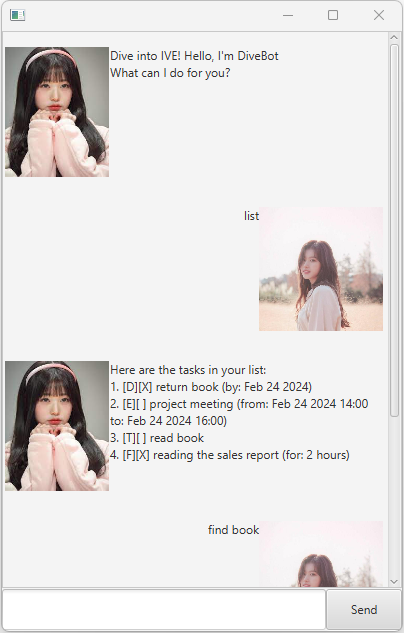 Dive into IVE! Hello, I'm DiveBot
What can I do for you?
list
Here are the tasks in your list:
1. [D][X] return book (by: Feb 24 2024)
2. [E][ ] project meeting (from: Feb 24 2024 14:00
to: Feb 24 2024 16:00)
3. [T][ ] read book
4. [F][X] reading the sales report (for: 2 hours)
find book
Send